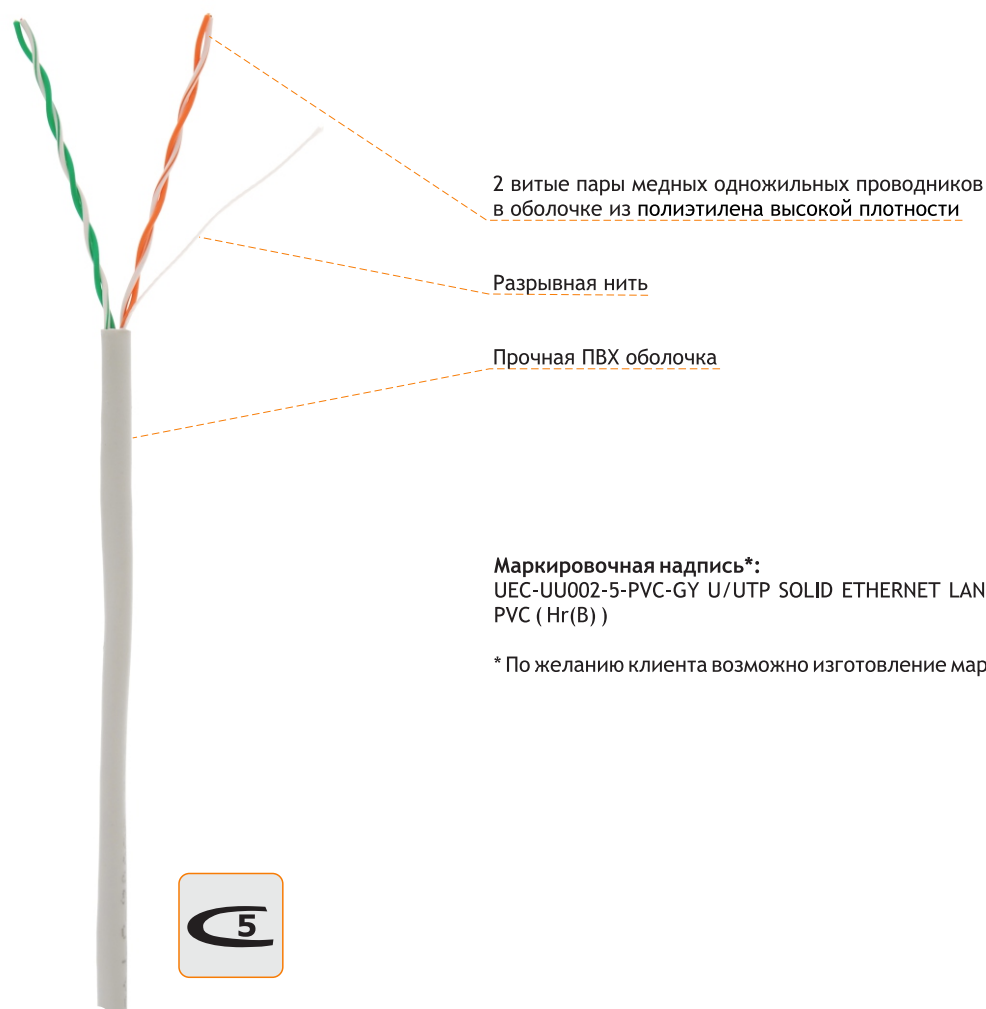 2 витые пары медных одножильных проводников
в оболочке из полиэтилена высокой плотности
Разрывная нить
Прочная ПВХ оболочка
Маркировочная надпись*:
UEC-UU002-5-PVC-GY U/UTP SOLID ETHERNET LAN
PVC ( Hr(B) )
* По желанию клиента возможно изготовление
5